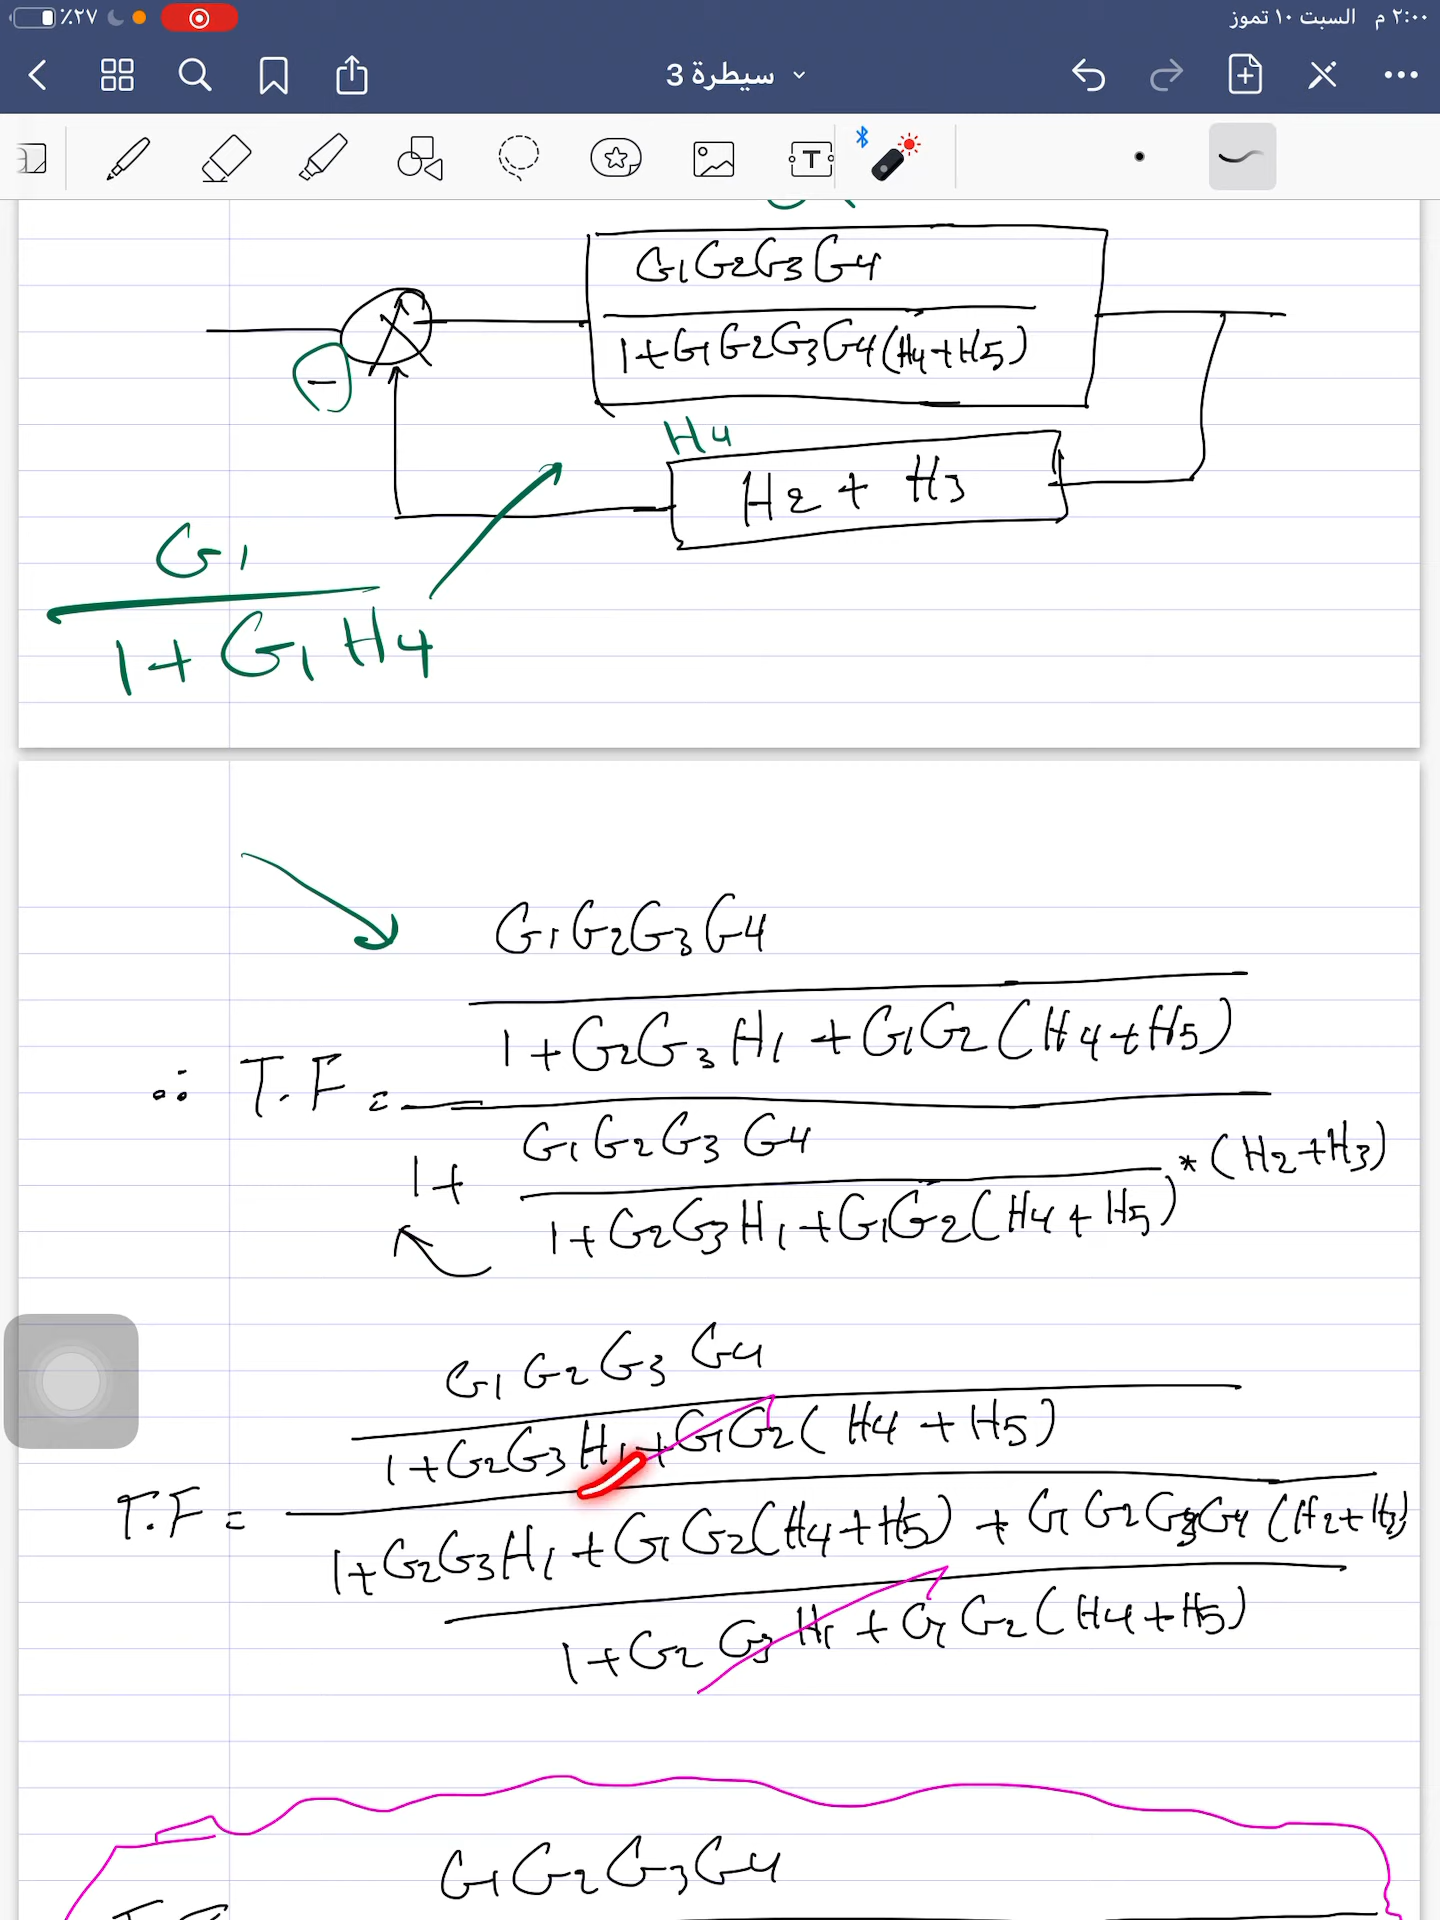 ٪٢٧
٢:٠٠ م السبت ١٠ تموز
سيطرة 3
T
G1G2G3G4
1+G1G2G3G4(H4+H5)
-
H4
H2 + H3
G1
1+ G1 H4
G1G2G3G4
1+G2G3H1 +G1G2(H4+H5)
∴ T.F =
G1G2G3G4
1+
*(H2+H3)
1+G2G3H1+G1G2(H4+H5)
G1G2G3G4
1+G2G3H1+G1G2(H4+H5)
T.F =
1+G2G3H1+G1G2(H4+H5) + G1G2G3G4(H2+H3)
1+G2G3H1+G1G2(H4+H5)
G1G2G3G4